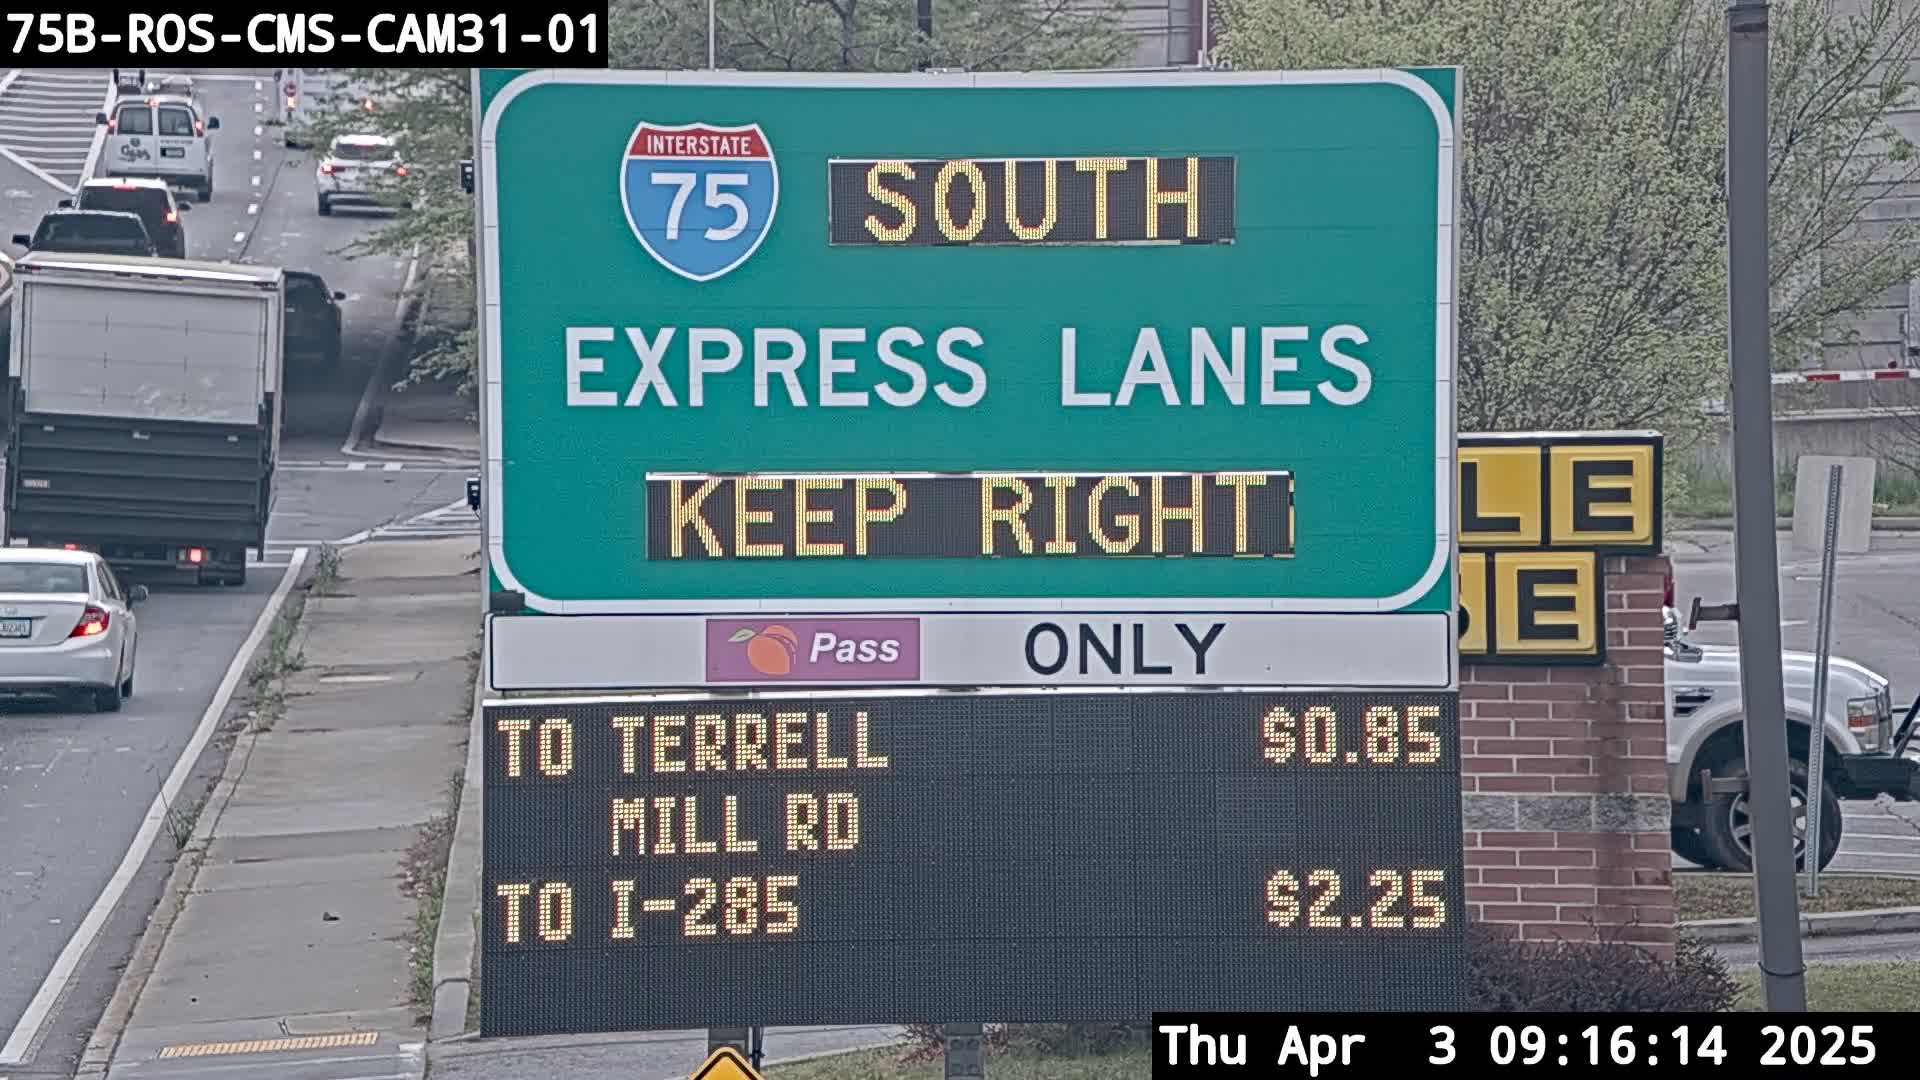 75B-ROS-CMS-CAM31-01
INTERSTATE
75
SOUTH
EXPRESS LANES
KEEP RIGHT
Pass ONLY
TO TERRELL $0.85
MILL RD
TO I-285 $2.25
LE
E
Thu Apr 3 09:16:14 2025